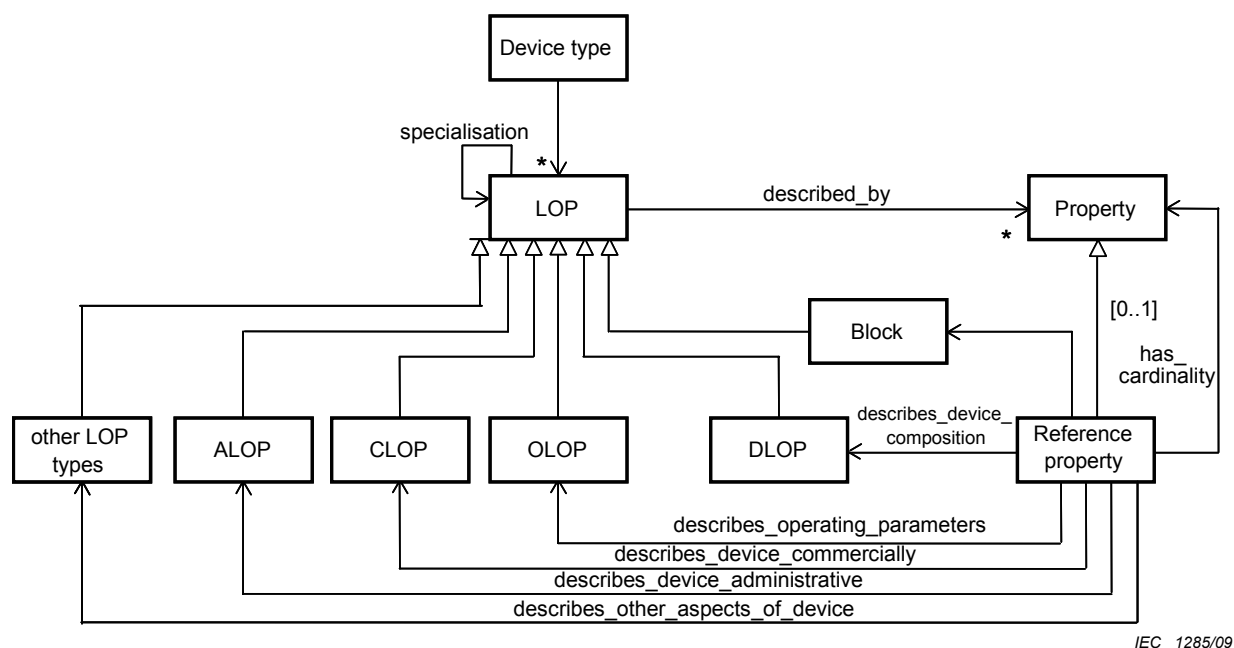 Device type
specialisation
*
LOP
described_by
*
Property
[0..1]
Block
has_
cardinality
other LOP
types
ALOP
CLOP
OLOP
DLOP
describes_device_
composition
Reference
property
describes_operating_parameters
describes_device_commercially
describes_device_administrative
describes_other_aspects_of_device
IEC 1285/09